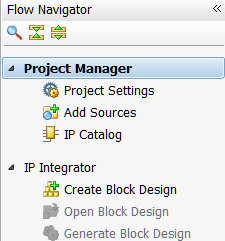 Flow Navigator
Project Manager
Project Settings
Add Sources
IP Catalog
IP Integrator
Create Block Design
Open Block Design
Generate Block Design